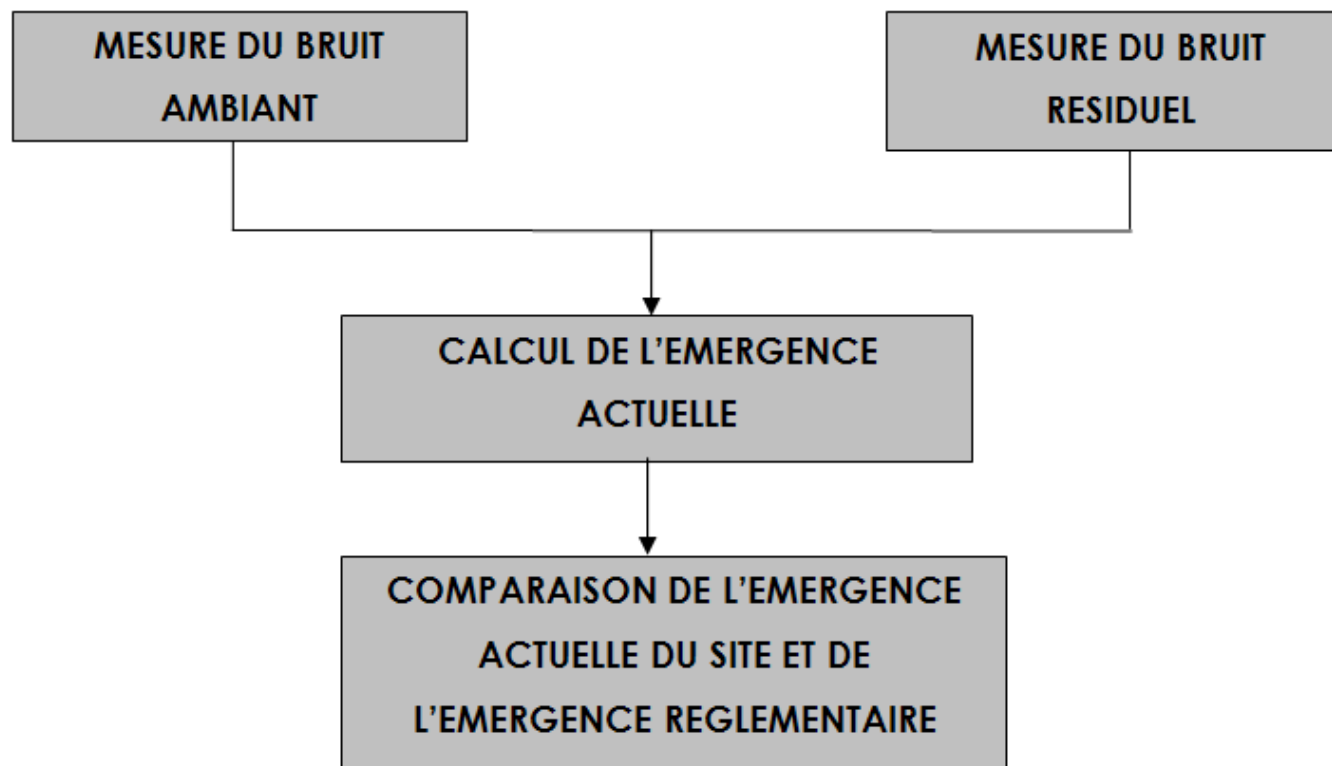 MESURE DU BRUIT
AMBIANT
MESURE DU BRUIT
RESIDUEL
CALCUL DE L’EMERGENCE
ACTUELLE
COMPARAISON DE L’EMERGENCE
ACTUELLE DU SITE ET DE
L’EMERGENCE REGLEMENTAIRE